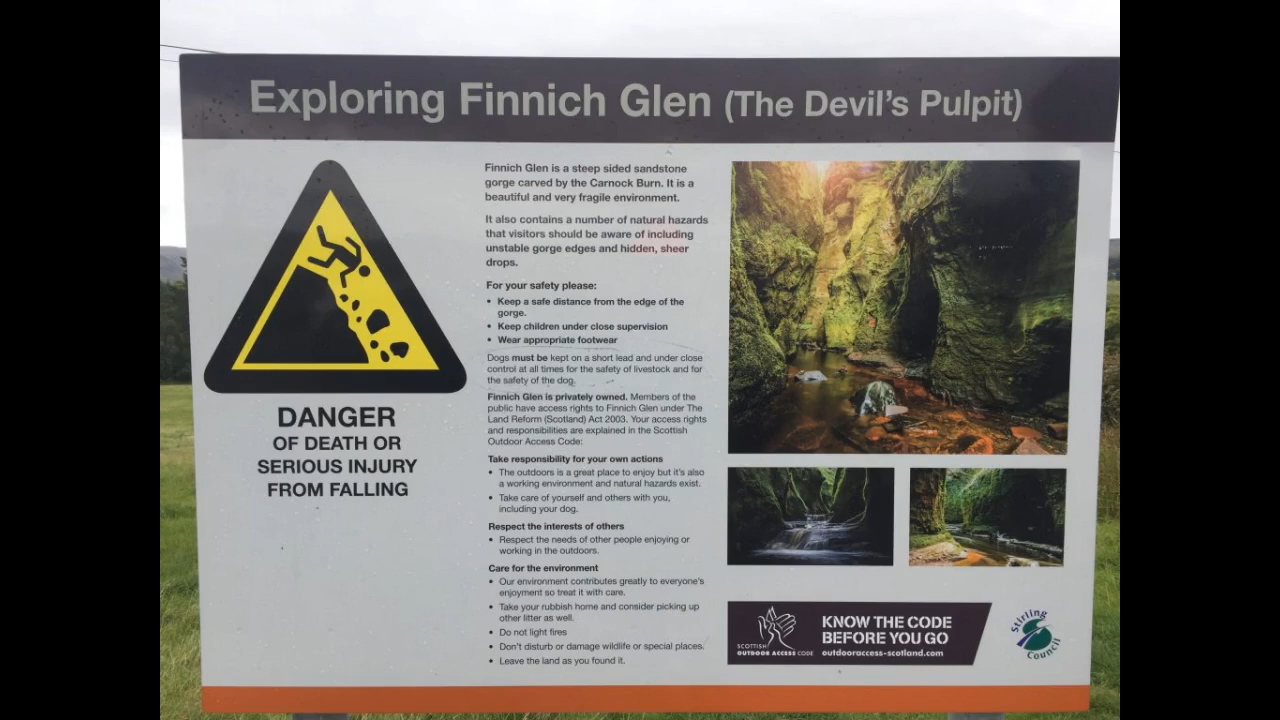 Exploring Finnich Glen (The Devil's Pulpit)
DANGER
OF DEATH OR
SERIOUS INJURY
FROM FALLING
Finnich Glen is a steep sided sandstone
gorge carved by the Carnock Burn. It is a
beautiful and very fragile environment.
It also contains a number of natural hazards
that visitors should be aware of including
unstable gorge edges and hidden, sheer
drops.
For your safety please:
• Keep a safe distance from the edge of the
gorge.
• Keep children under close supervision
• Wear appropriate footwear
Dogs must be kept on a short lead and under close
control at all times for the safety of livestock and for
the safety of the dog.
Finnich Glen is privately owned. Members of the
public have access rights to Finnich Glen under The
Land Reform (Scotland) Act 2003. Your access rights
and responsibilities are explained in the Scottish
Outdoor Access Code:
Take responsibility for your own actions
• The outdoors is a great place to enjoy but it's also
a working environment and natural hazards exist.
• Take care of yourself and others with you,
including your dog.
Respect the interests of others
• Respect the needs of other people enjoying or
working in the outdoors.
Care for the environment
• Our environment contributes greatly to everyone's
enjoyment so treat it with care.
• Take your rubbish home and consider picking up
other litter as well.
• Do not light fires
• Don't disturb or damage wildlife or special places.
• Leave the land as you found it.
SCOTTISH
OUTDOOR ACCESS CODE
KNOW THE CODE
BEFORE YOU GO
outdooraccess-scotland.com
Stirling
Council